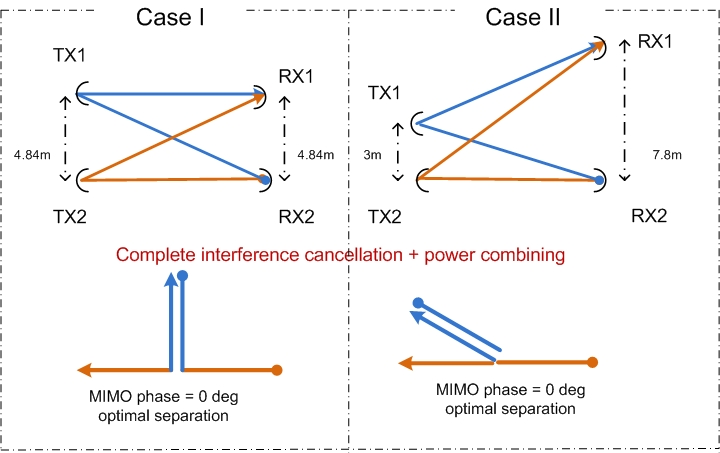 Case I
Case II
TX1
RX1
4.84m
4.84m
TX2
RX2
TX1
RX1
3m
7.8m
TX2
RX2
Complete interference cancellation + power combining
MIMO phase = 0 deg
optimal separation
MIMO phase = 0 deg
optimal separation